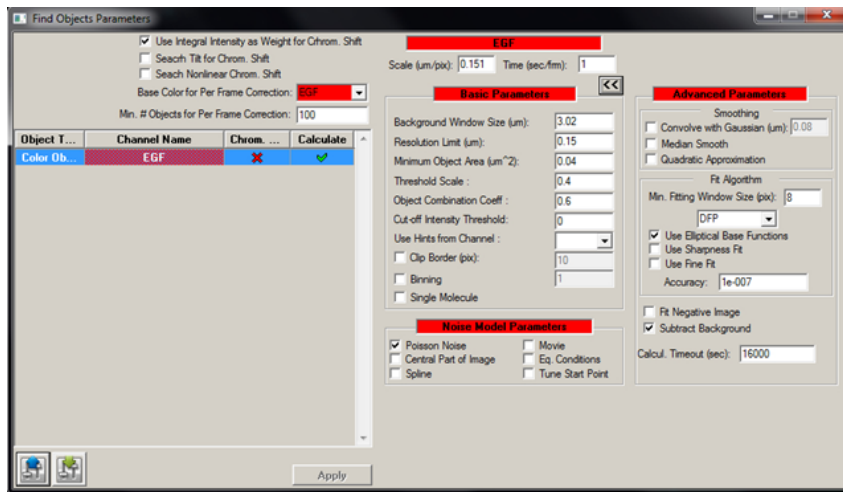 Find Objects Parameters
Use Integral Intensity as Weight for Crhrom. Shift
Seacrh Tilt for Chrom. Shift
Seach Nonlinear Chrom. Shift
Base Color for Per Frame Correction: EGF
Min. # Objects for Per Frame Correction: 100
Object T... Channel Name Chrom. ... Calculate
Color Ob... EGF
Apply
EGF
Scale (um/pix): 0.151 Time (sec/frm): 1
<<
Basic Parameters
Background Window Size (um): 3.02
Resolution Limit (um): 0.15
Minimum Object Area (um^2): 0.04
Threshold Scale : 0.4
Object Combination Coeff : 0.6
Cut-off Intensity Threshold: 0
Use Hints from Channel :
Clip Border (pix): 10
Binning 1
Single Molecule
Noise Model Parameters
Poisson Noise Movie
Central Part of Image Eq. Conditions
Spline Tune Start Point
Advanced Parameters
Smoothing
Convolve with Gaussian (um): 0.08
Median Smooth
Quadratic Approximation
Fit Algorithm
Min. Fitting Window Size (pix): 8
DFP
Use Elliptical Base Functions
Use Sharpness Fit
Use Fine Fit
Accuracy: 1e-007
Fit Negative Image
Subtract Background
Calcul. Timeout (sec): 16000